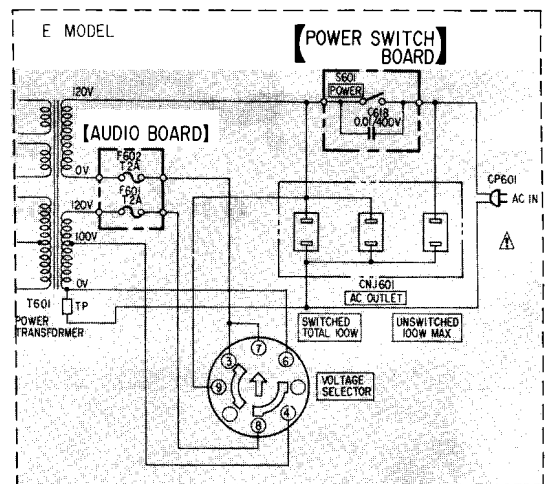 E MODEL
【POWER SWITCH
BOARD】
S601
POWER
C618
0.01/400V
120V
【AUDIO BOARD】
F602
T2A
0V
F601
T2A
120V
100V
0V
CP601
AC IN
CNJ601
AC OUTLET
T601
POWER
TRANSFORMER
TP
SWITCHED
TOTAL 100W
UNSWITCHED
100W MAX
7
3
6
VOLTAGE
SELECTOR
9
4
8